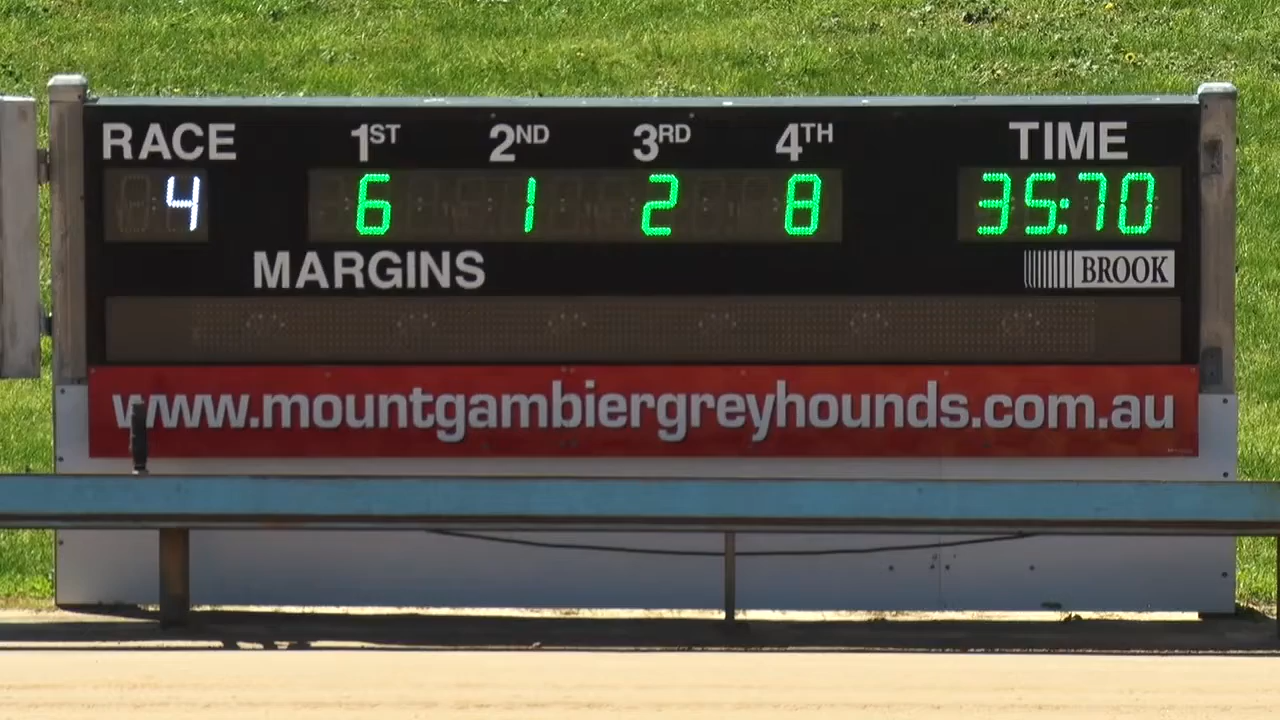 RACE 1ST 2ND 3RD 4TH TIME
4 6 1 2 8 35:70
MARGINS BROOK
www.mountgambiergreyhounds.com.au